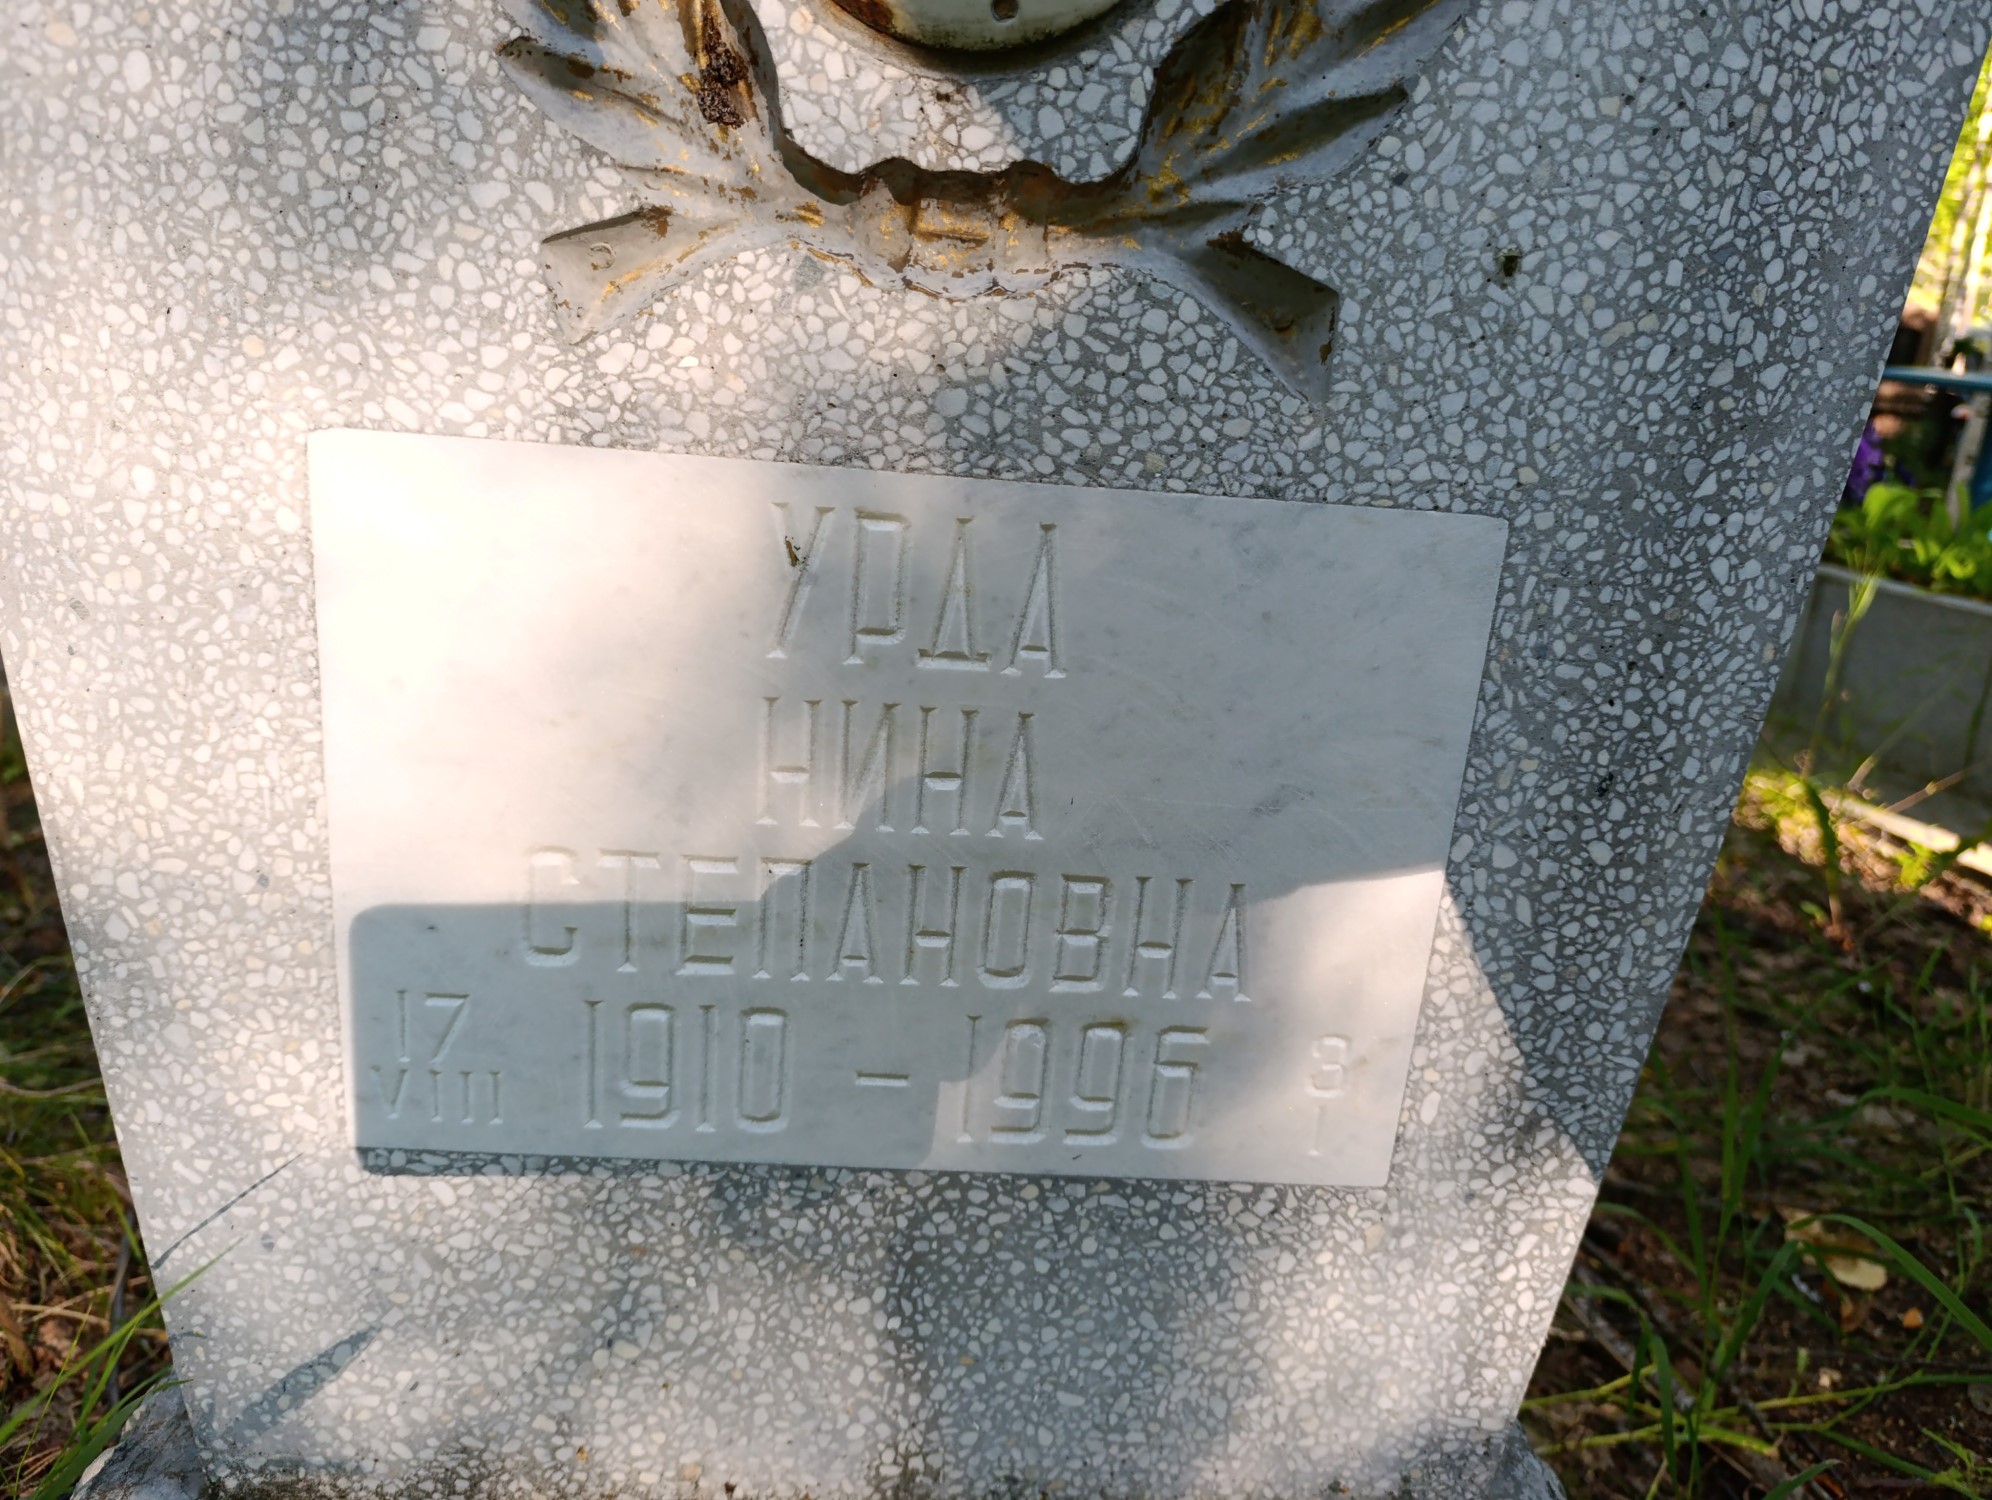 УРДА
НИНА
СТЕПАНОВНА
17 1910 – 1996 3
VIII I